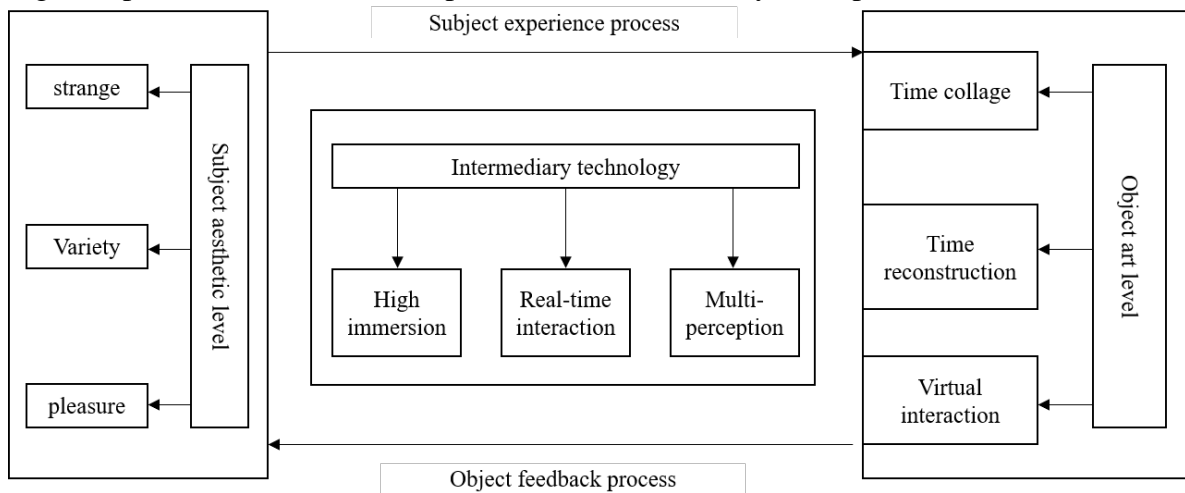 Subject experience process
strange
Variety
pleasure
Subject aesthetic level
Intermediary technology
High
immersion
Real-time
interaction
Multi-
perception
Time collage
Time
reconstruction
Virtual
interaction
Object art level
Object feedback process